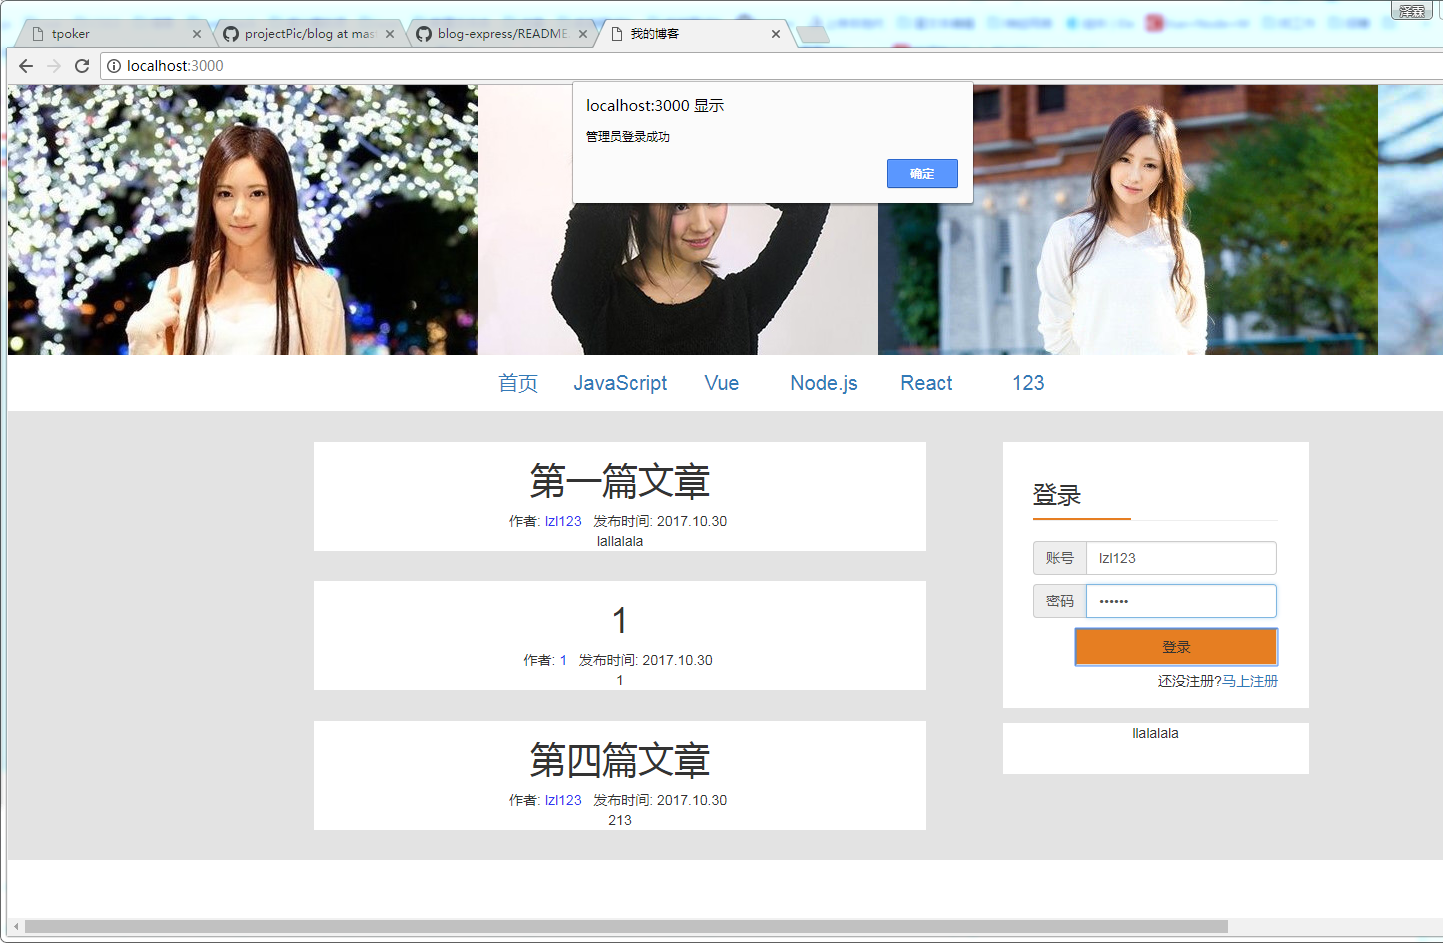 泽霖
tpoker
projectPic/blog at mas
blog-express/README.
我的博客
localhost:3000
localhost:3000 显示
管理员登录成功
确定
首页 JavaScript Vue Node.js React 123
第一篇文章
作者: lzl123 发布时间: 2017.10.30
lallalala
1
作者: 1 发布时间: 2017.10.30
1
第四篇文章
作者: lzl123 发布时间: 2017.10.30
213
登录
账号 lzl123
密码 ••••••
登录
还没注册?马上注册
llalalala